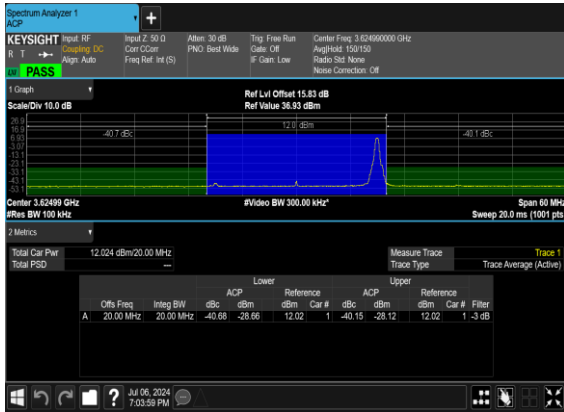 Spectrum Analyzer 1
ACP
+
KEYSIGHT Input: RF Input Z: 50 Ω Atten: 30 dB Trig: Free Run Center Freq: 3.624990000 GHz
R T Coupling: DC Corr CCorr PNO: Best Wide Gate: Off Avg|Hold: 150/150
Align: Auto Freq Ref: Int (S) IF Gain: Low Radio Std: None
PASS Noise Correction: Off
1 Graph
Ref Lvl Offset 15.83 dB
Scale/Div 10.0 dB Ref Value 36.93 dBm
26.9
16.9
6.93
-3.07
-13.1
-23.1
-33.1
-43.1
-53.1
-40.7 dBc
12.0 dBm
-40.1 dBc
Center 3.62499 GHz #Video BW 300.00 kHz* Span 60 MHz
#Res BW 100 kHz Sweep 20.0 ms (1001 pts
2 Metrics
Total Car Pwr 12.024 dBm/20.00 MHz Measure Trace Trace 1
Total PSD --- Trace Type Trace Average (Active)
Lower Upper
ACP Reference ACP Reference
Offs Freq Integ BW dBc dBm dBm Car # dBc dBm dBm Car # Filter
A 20.00 MHz 20.00 MHz -40.68 -28.66 12.02 1 -40.15 -28.12 12.02 1 -3 dB
? Jul 06, 2024
7:03:59 PM